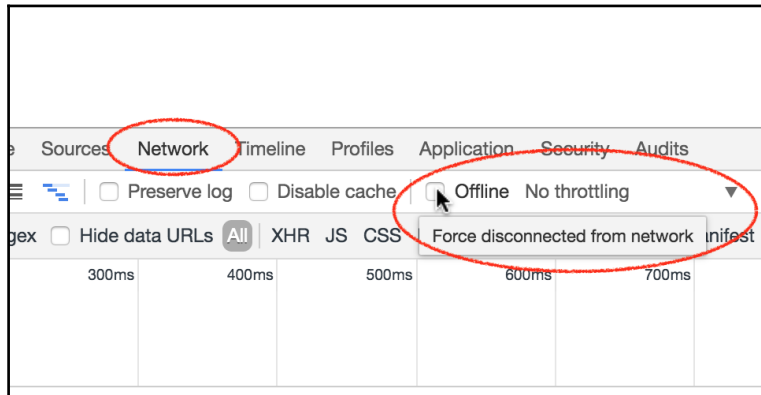 Sources Network Timeline Profiles Application Security Audits
Preserve log Disable cache Offline No throttling ▼
Hide data URLs All XHR JS CSS
Force disconnected from network
300ms 400ms 500ms 600ms 700ms